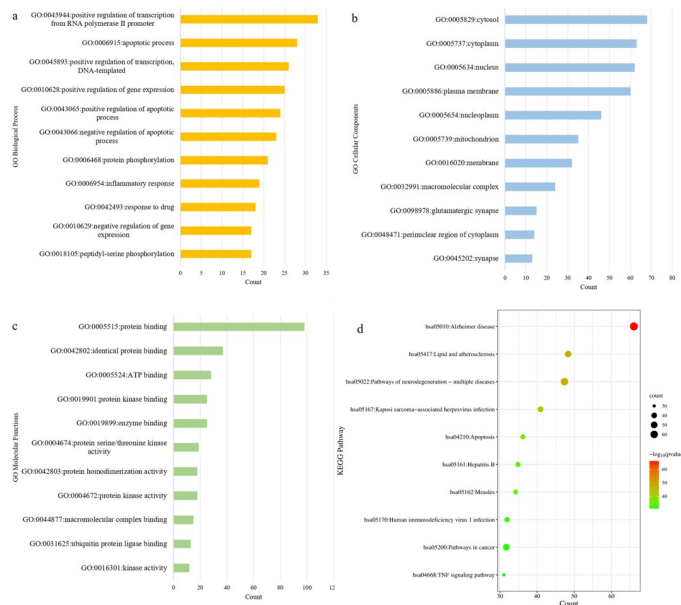 a
GO Biological Process
GO:0045944:positive regulation of transcription
from RNA polymerase II promoter
GO:0006915:apoptotic process
GO:0045893:positive regulation of transcription,
DNA-templated
GO:0010628:positive regulation of gene expression
GO:0043065:positive regulation of apoptotic
process
GO:0043066:negative regulation of apoptotic
process
GO:0006468:protein phosphorylation
GO:0006954:inflammatory response
GO:0042493:response to drug
GO:0010629:negative regulation of gene
expression
GO:0018105:peptidyl-serine phosphorylation
0 5 10 15 20 25 30 35
Count
b
GO Cellular Components
GO:0005829:cytosol
GO:0005737:cytoplasm
GO:0005634:nucleus
GO:0005886:plasma membrane
GO:0005654:nucleoplasm
GO:0005739:mitochondrion
GO:0016020:membrane
GO:0032991:macromolecular complex
GO:0098978:glutamatergic synapse
GO:0048471:perinuclear region of cytoplasm
GO:0045202:synapse
0 10 20 30 40 50 60 70 80
Count
c
GO Molecular Functions
GO:0005515:protein binding
GO:0042802:identical protein binding
GO:0005524:ATP binding
GO:0019901:protein kinase binding
GO:0019899:enzyme binding
GO:0004674:protein serine/threonine kinase
activity
GO:0042803:protein homodimerization activity
GO:0004672:protein kinase activity
GO:0044877:macromolecular complex binding
GO:0031625:ubiquitin protein ligase binding
GO:0016301:kinase activity
0 20 40 60 80 100 12
Count
d
KEGG Pathway
hsa05010:Alzheimer disease
hsa05417:Lipid and atherosclerosis
hsa05022:Pathways of neurodegeneration - multiple diseases
hsa05167:Kaposi sarcoma-associated herpesvirus infection
hsa04210:Apoptosis
hsa05161:Hepatitis B
hsa05162:Measles
hsa05170:Human immunodeficiency virus 1 infection
hsa05200:Pathways in cancer
hsa04668:TNF signaling pathway
30 40 50 60
Count
count
30
40
50
60
-log10(pvalue
60
50
40